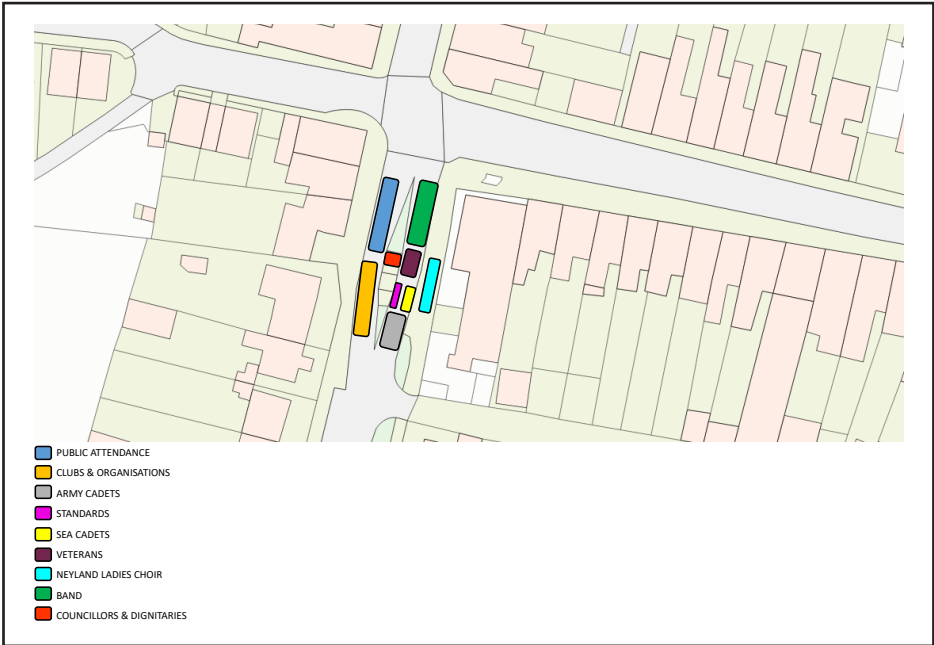 PUBLIC ATTENDANCE
CLUBS & ORGANISATIONS
ARMY CADETS
STANDARDS
SEA CADETS
VETERANS
NEYLAND LADIES CHOIR
BAND
COUNCILLORS & DIGNITARIES